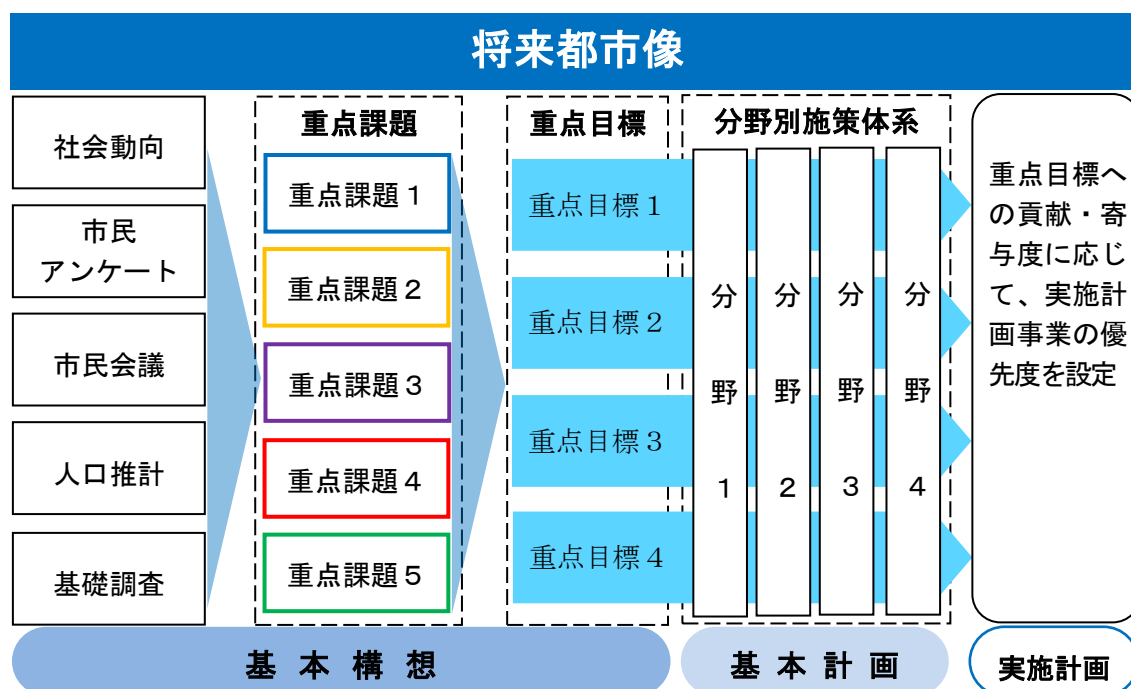 将来都市像
社会動向
市民
アンケート
市民会議
人口推計
基礎調査
重点課題
重点課題１
重点課題２
重点課題３
重点課題４
重点課題５
重点目標
重点目標１
重点目標２
重点目標３
重点目標４
分野別施策体系
分野１
分野２
分野３
分野４
重点目標へ
の貢献・寄
与度に応じ
て、実施計
画事業の優
先度を設定
基本構想
基本計画
実施計画